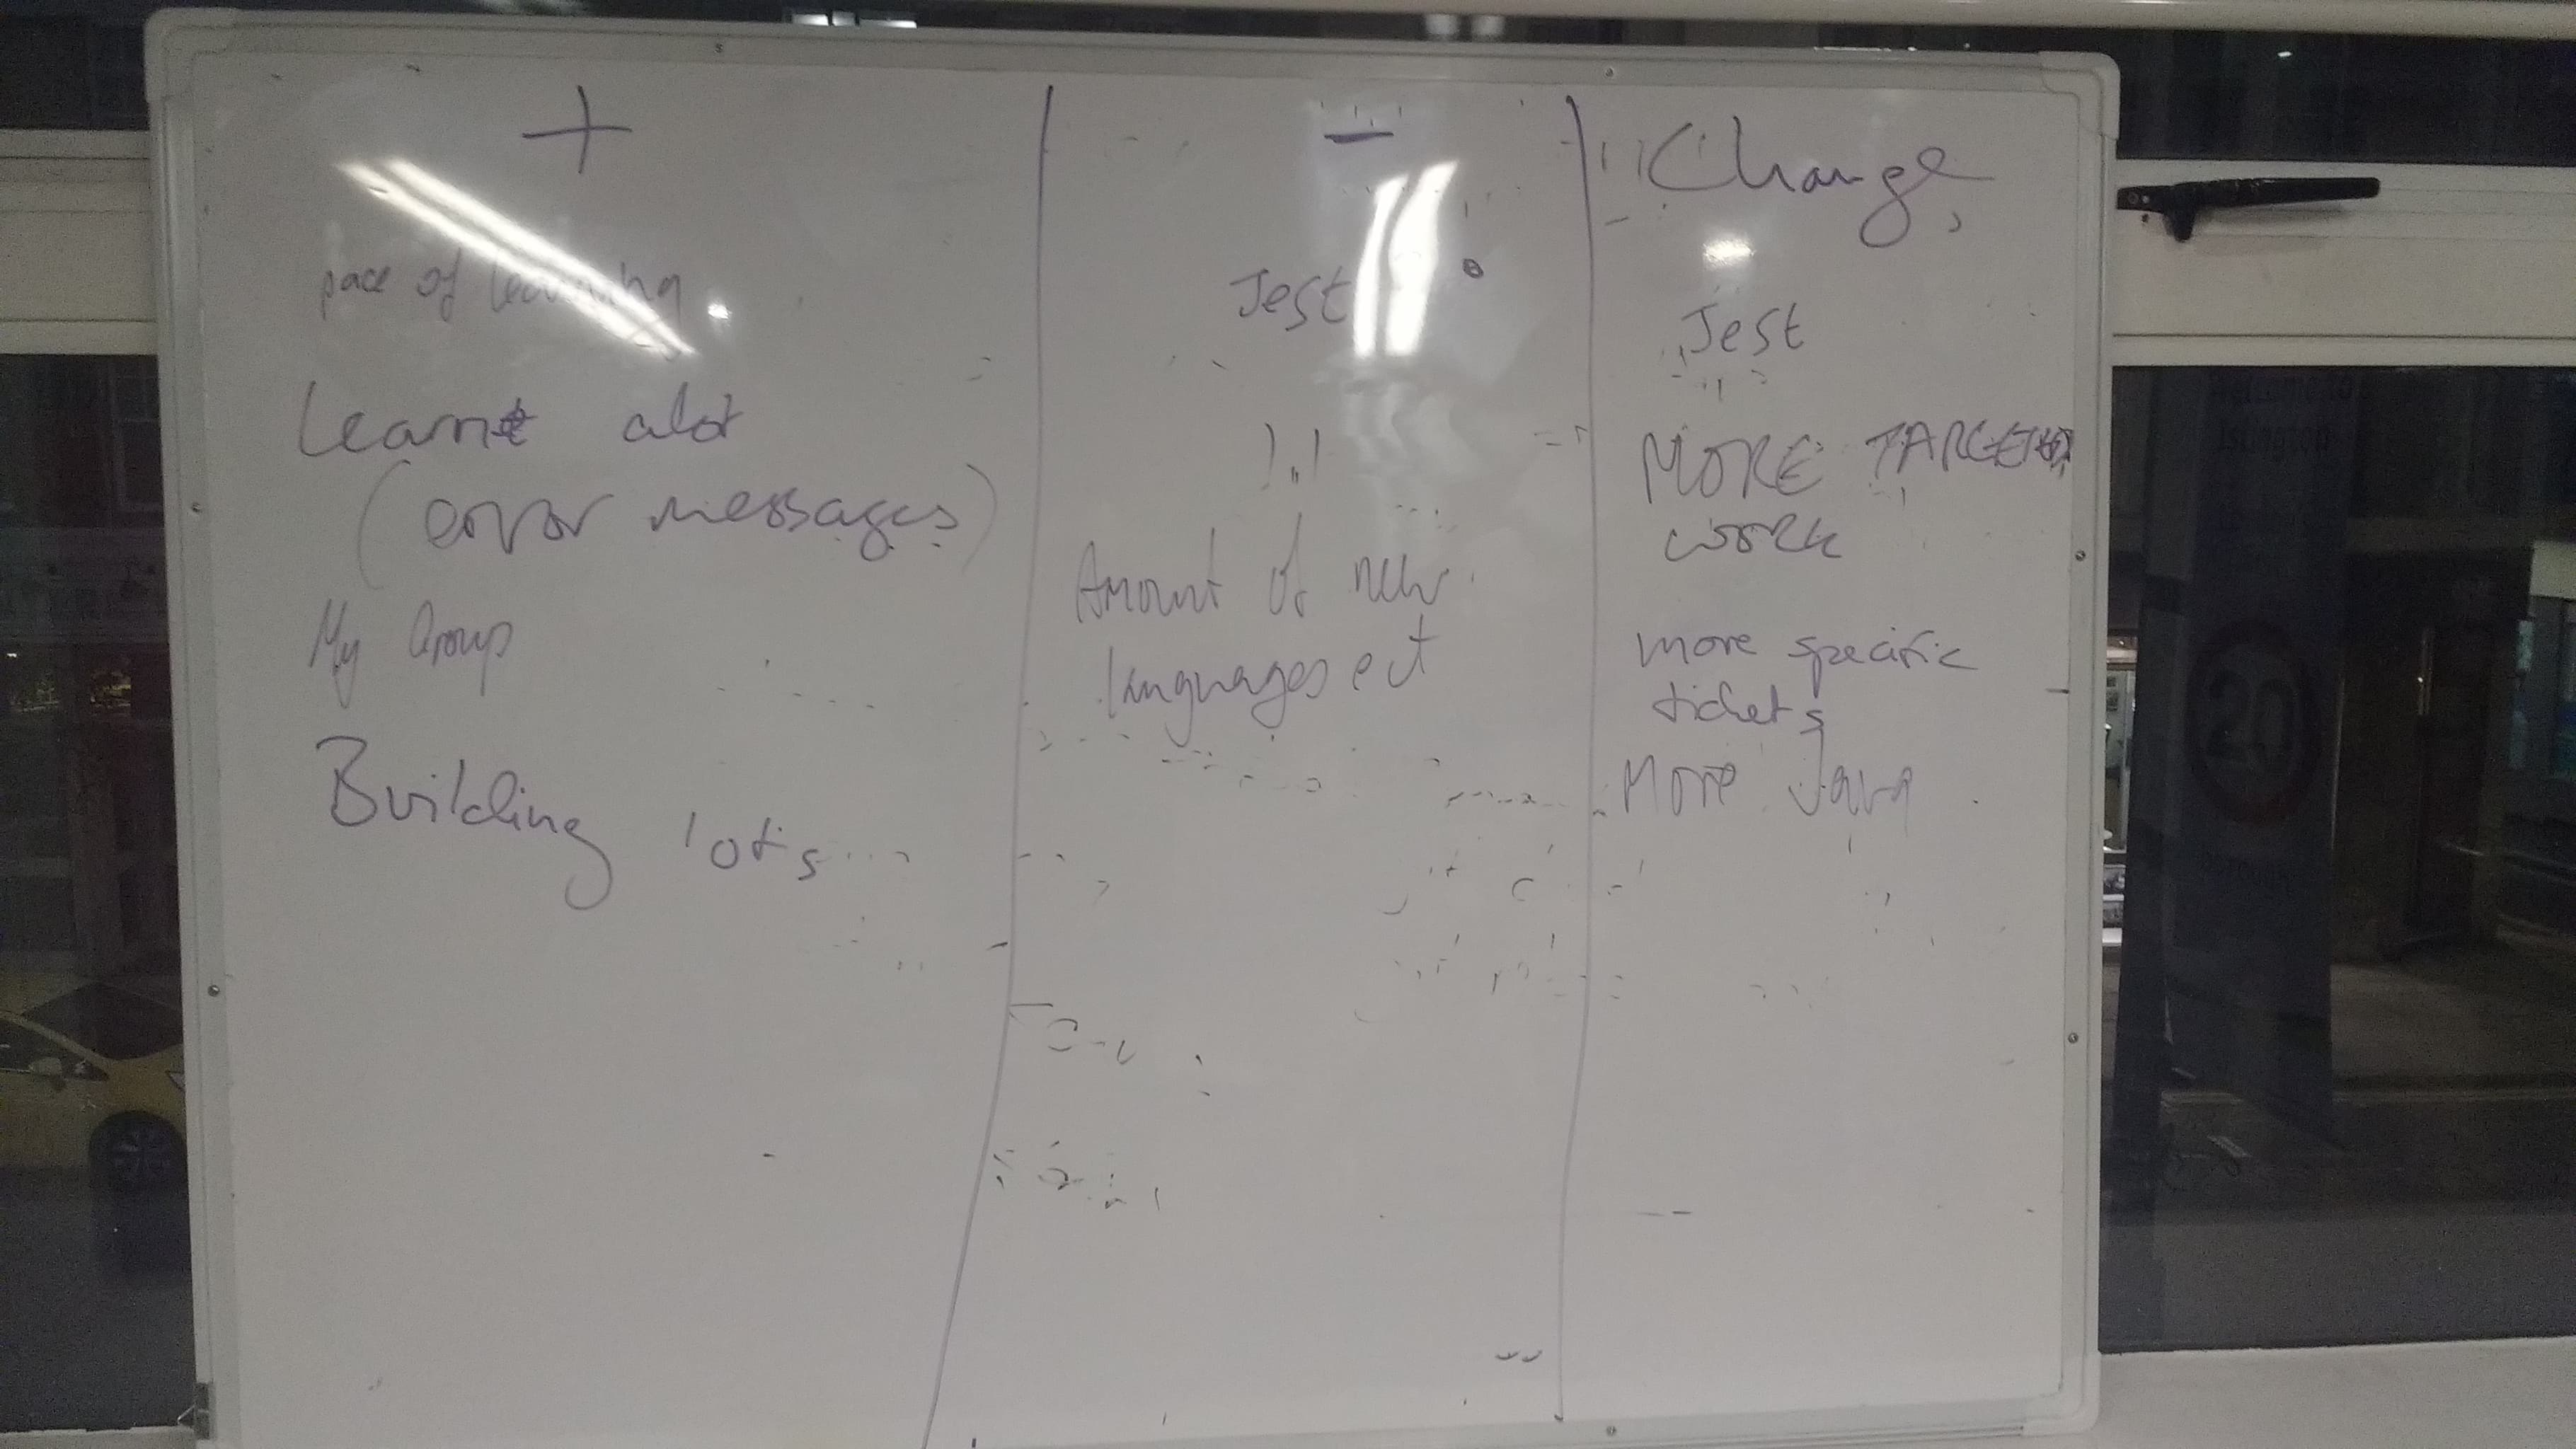 +
pace of learning
Learnt alot
(error messages)
My Group
Building lots
-
Jest
Amount of new
languages ect
Change
Jest
MORE TARGETED
WORK
more specific
tickets
More Java
20